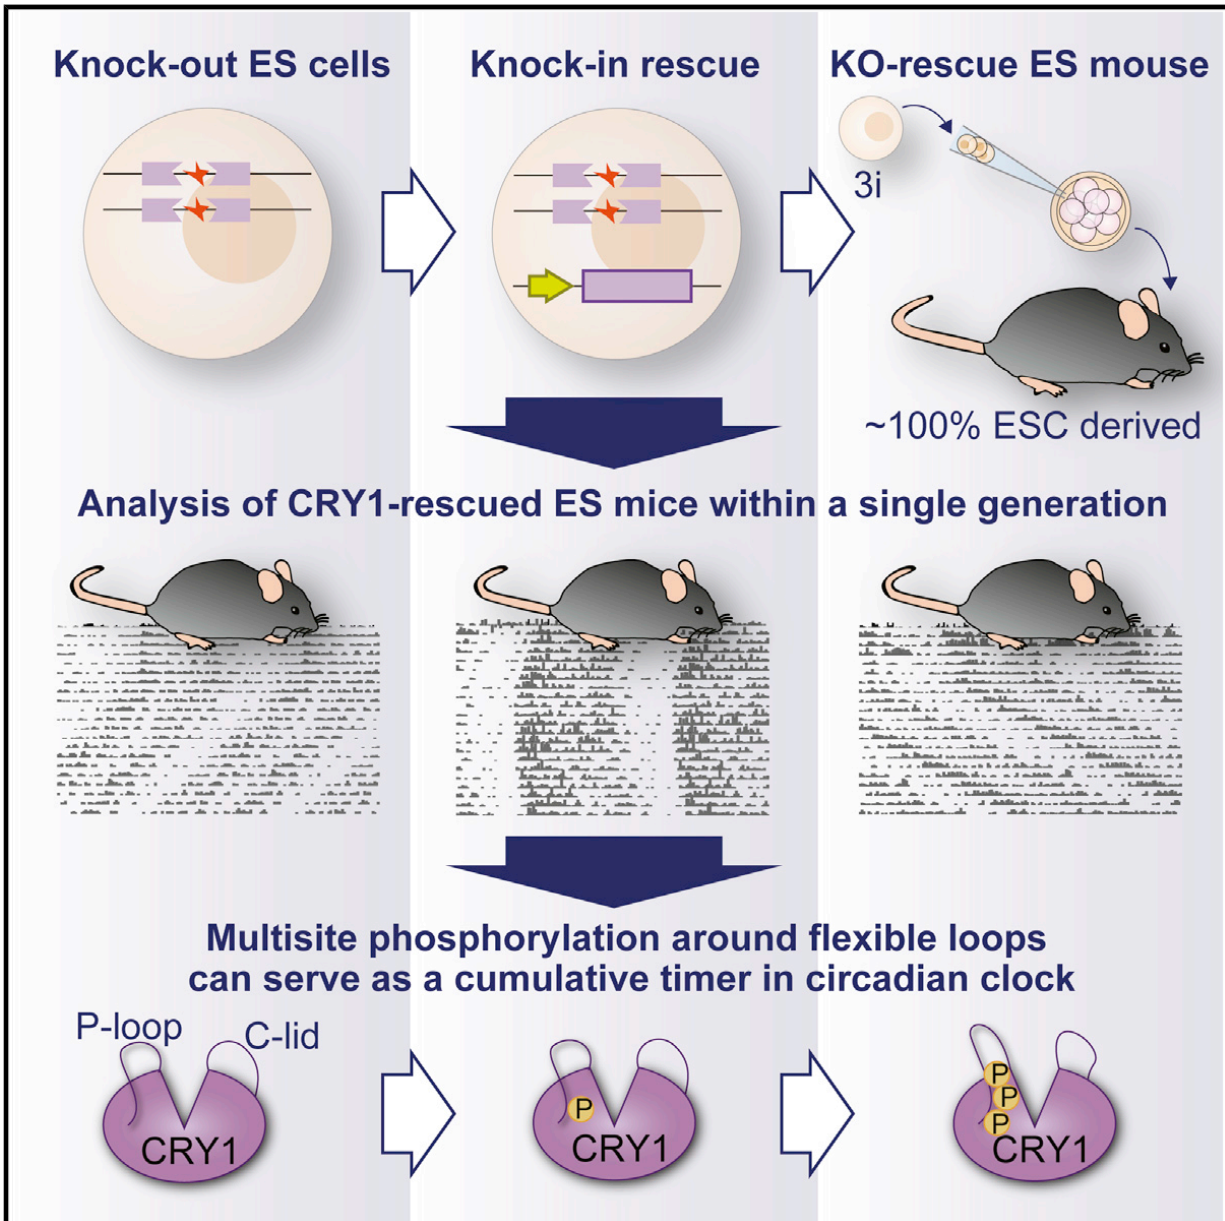 Knock-out ES cells
Knock-in rescue
KO-rescue ES mouse
3i
~100% ESC derived
Analysis of CRY1-rescued ES mice within a single generation
Multisite phosphorylation around flexible loops
can serve as a cumulative timer in circadian clock
P-loop
C-lid
CRY1
P
CRY1
P
P
P
CRY1